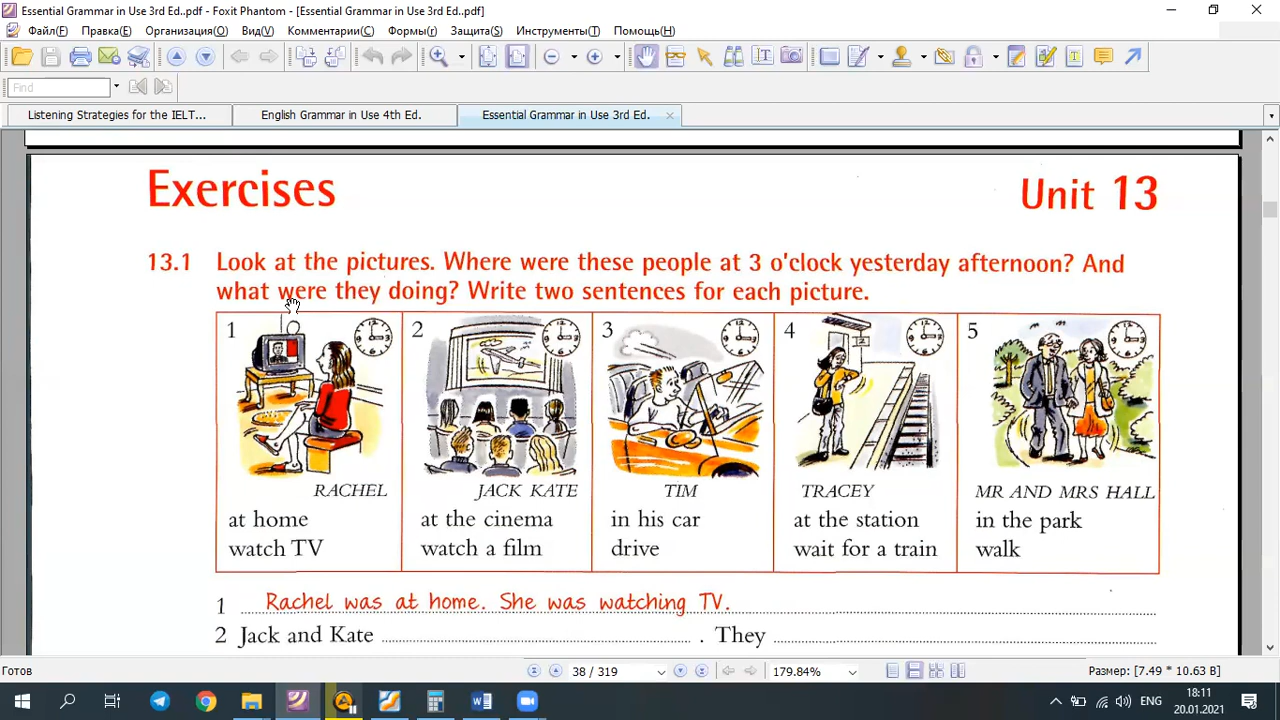 Essential Grammar in Use 3rd Ed..pdf - Foxit Phantom - [Essential Grammar in Use 3rd Ed..pdf]
Файл(F) Правка(E) Организация(O) Вид(V) Комментарии(C) Формы(r) Защита(S) Инструменты(T) Помощь(H)
Find
Listening Strategies for the IELT... English Grammar in Use 4th Ed. Essential Grammar in Use 3rd Ed.
Exercises Unit 13
13.1 Look at the pictures. Where were these people at 3 o'clock yesterday afternoon? And
what were they doing? Write two sentences for each picture.
1 2 3 4 5
RACHEL JACK KATE TIM TRACEY MR AND MRS HALL
at home at the cinema in his car at the station in the park
watch TV watch a film drive wait for a train walk
1 Rachel was at home. She was watching TV.
2 Jack and Kate . They
Готов 38 / 319 179.84% Размер: [7.49 * 10.63 B]
ENG 18:11
20.01.2021